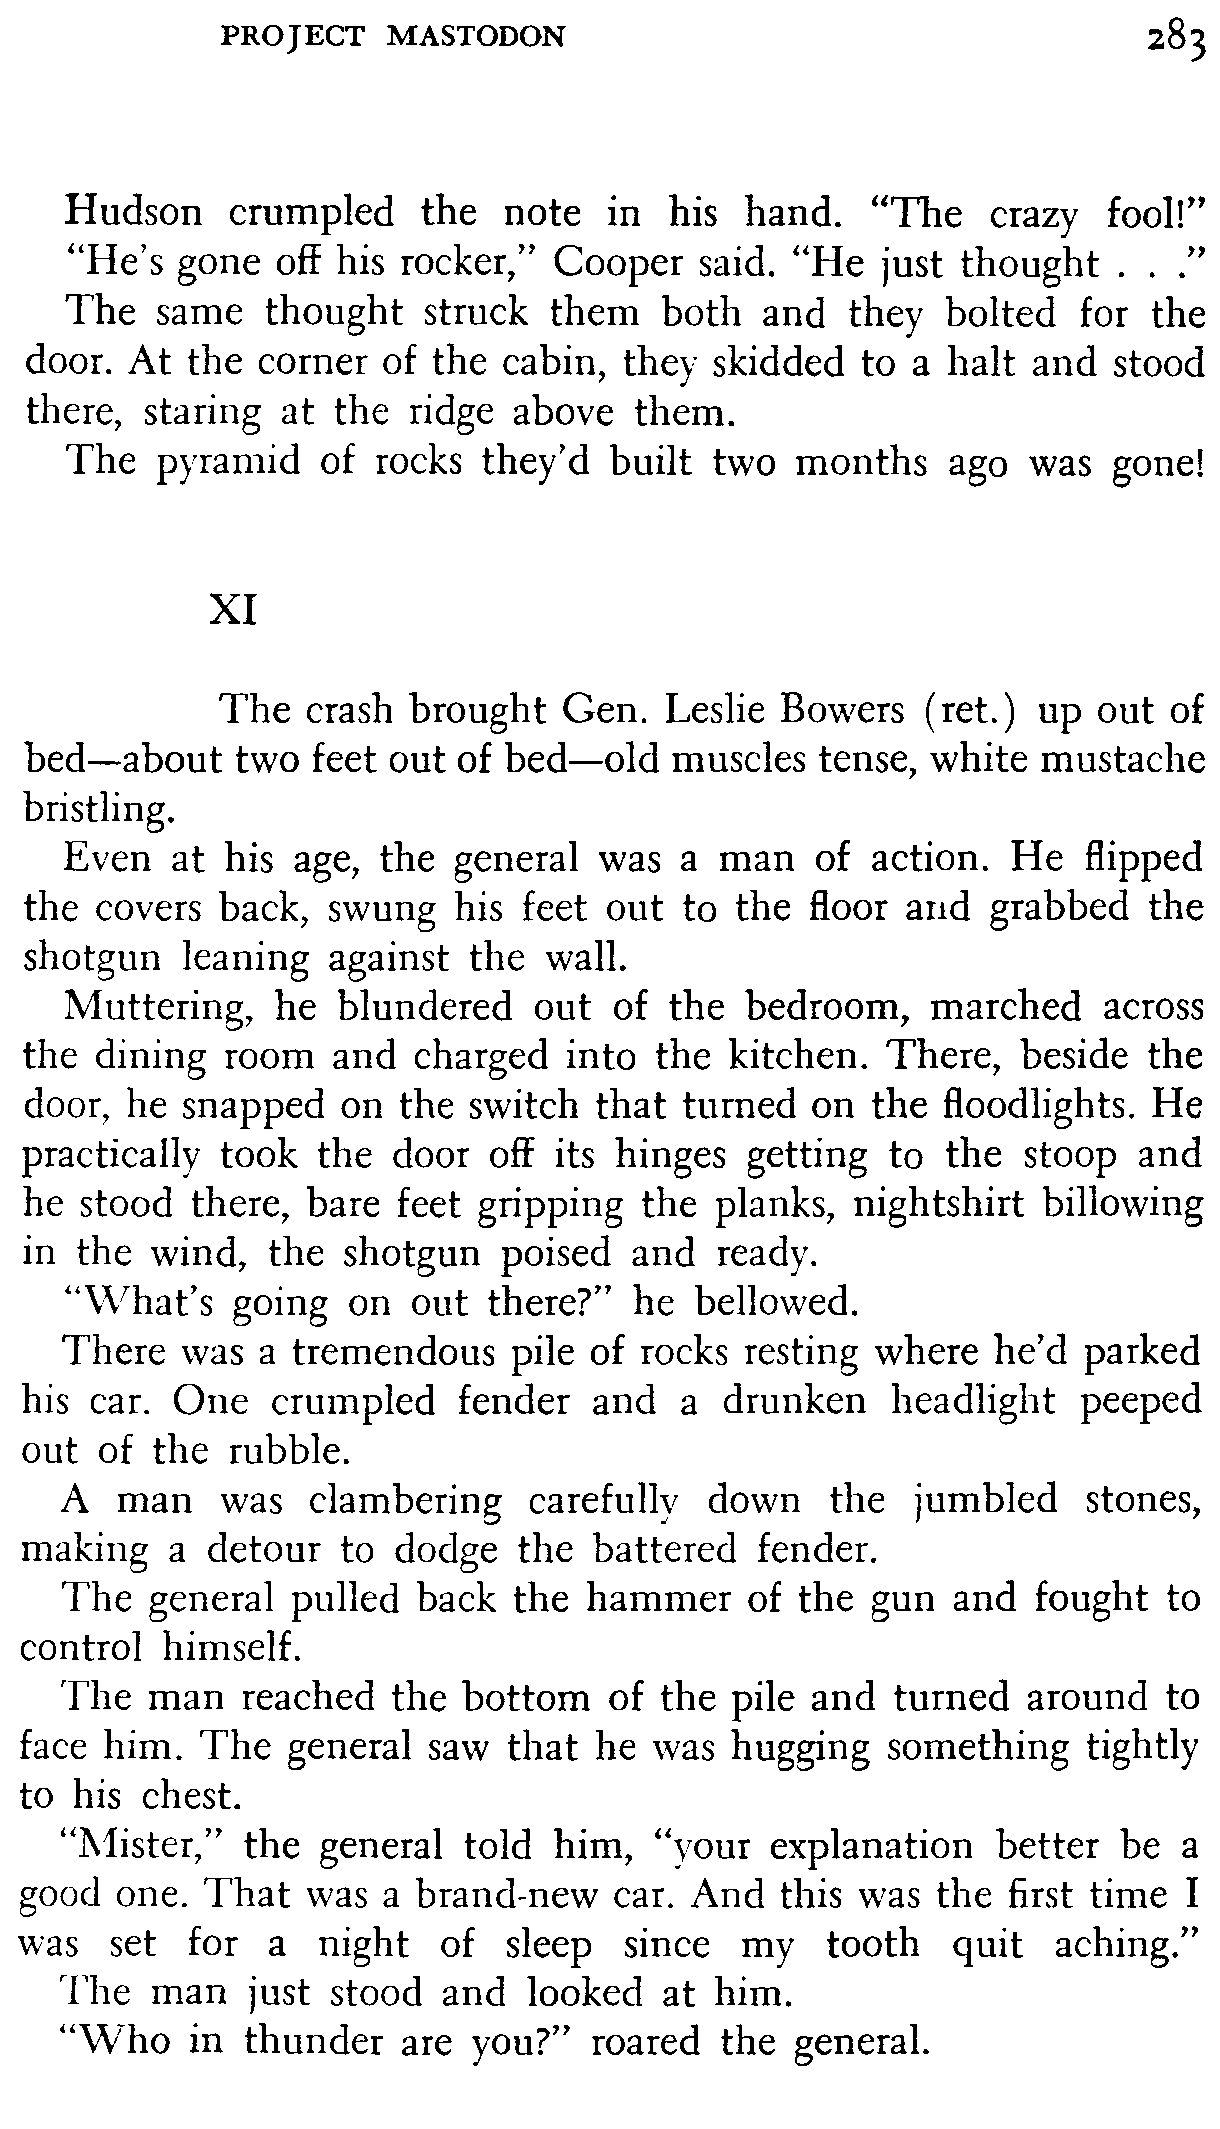 PROJECT MASTODON 283
Hudson crumpled the note in his hand. “The crazy fool!”
“He’s gone off his rocker,” Cooper said. “He just thought . . .”
The same thought struck them both and they bolted for the
door. At the corner of the cabin, they skidded to a halt and stood
there, staring at the ridge above them.
The pyramid of rocks they’d built two months ago was gone!
XI
The crash brought Gen. Leslie Bowers (ret.) up out of
bed—about two feet out of bed—old muscles tense, white mustache
bristling.
Even at his age, the general was a man of action. He flipped
the covers back, swung his feet out to the floor and grabbed the
shotgun leaning against the wall.
Muttering, he blundered out of the bedroom, marched across
the dining room and charged into the kitchen. There, beside the
door, he snapped on the switch that turned on the floodlights. He
practically took the door off its hinges getting to the stoop and
he stood there, bare feet gripping the planks, nightshirt billowing
in the wind, the shotgun poised and ready.
“What’s going on out there?” he bellowed.
There was a tremendous pile of rocks resting where he’d parked
his car. One crumpled fender and a drunken headlight peeped
out of the rubble.
A man was clambering carefully down the jumbled stones,
making a detour to dodge the battered fender.
The general pulled back the hammer of the gun and fought to
control himself.
The man reached the bottom of the pile and turned around to
face him. The general saw that he was hugging something tightly
to his chest.
“Mister,” the general told him, “your explanation better be a
good one. That was a brand-new car. And this was the first time I
was set for a night of sleep since my tooth quit aching.”
The man just stood and looked at him.
“Who in thunder are you?” roared the general.